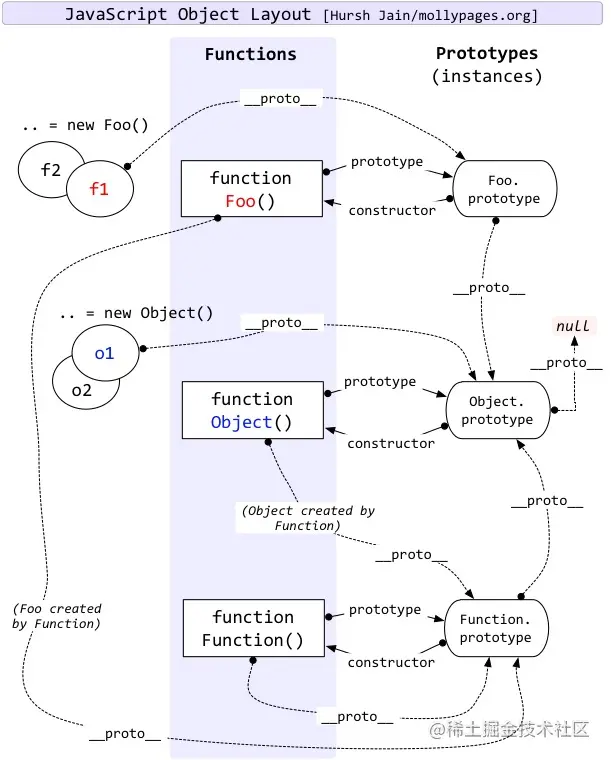 JavaScript Object Layout [Hursh Jain/mollypages.org]
Functions
Prototypes
(instances)
__proto__
.. = new Foo()
f2
f1
function
Foo()
prototype
constructor
Foo.
prototype
__proto__
.. = new Object()
__proto__
null
__proto__
o1
o2
function
Object()
prototype
constructor
Object.
prototype
(Object created by
Function)
__proto__
__proto__
(Foo created
by Function)
function
Function()
prototype
constructor
Function.
prototype
__proto__
__proto__
@稀土掘金技术社区